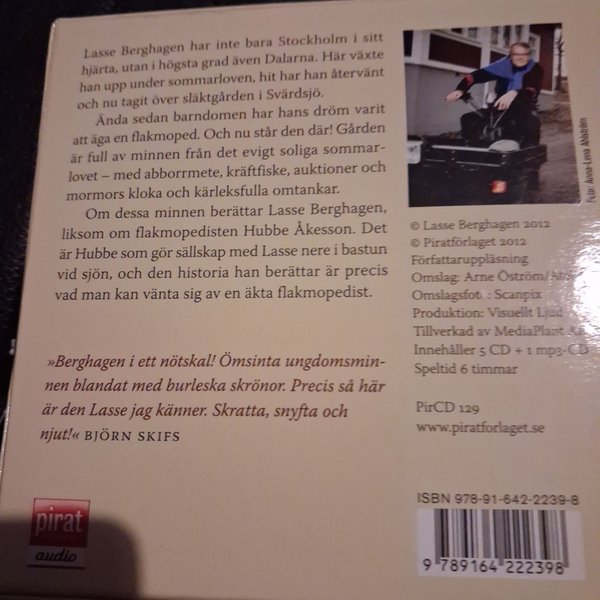 Lasse Berghagen har inte bara Stockholm i sitt
hjärta, utan i högsta grad även Dalarna. Här växte
han upp under sommarloven, hit har han återvänt
och nu tagit över släktgården i Svärdsjö.
Ända sedan barndomen har hans dröm varit
att äga en flakmoped. Och nu står den där! Gården
är full av minnen från det evigt soliga sommar-
lovet – med abborrmete, kräftfiske, auktioner och
mormors kloka och kärleksfulla omtankar.
Om dessa minnen berättar Lasse Berghagen,
liksom om flakmopedisten Hubbe Åkesson. Det
är Hubbe som gör sällskap med Lasse nere i bastun
vid sjön, och den historia han berättar är precis
vad man kan vänta sig av en äkta flakmopedist.
»Berghagen i ett nötskal! Ömsinta ungdomsmin-
nen blandat med burleska skrönor. Precis så här
är den Lasse jag känner. Skratta, snyfta och
njut!« BJÖRN SKIFS
pirat
audio
Foto: Anna-Lena Ahlström
© Lasse Berghagen 2012
© Piratförlaget 2012
Författaruppläsning
Omslag: Arne Öström/
Omslagsfoto: Scanpix
Produktion: Visuellt Ljud
Tillverkad av MediaPlant
Innehåller 5 CD + 1 mp3-CD
Speltid 6 timmar
PirCD 129
www.piratforlaget.se
ISBN 978-91-642-2239-8
9 789164 222398